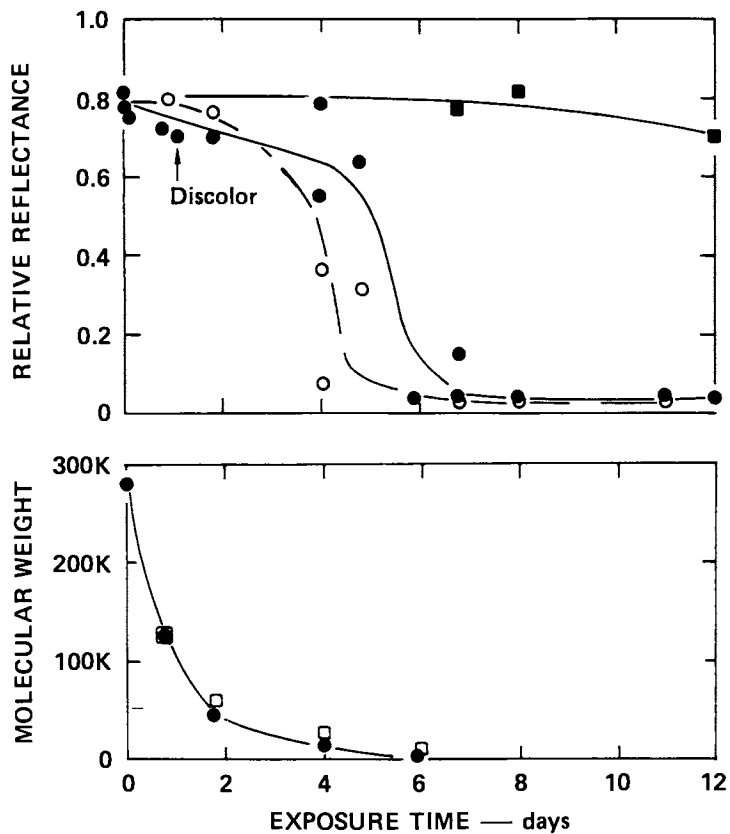 1.0
0.8
0.6
0.4
0.2
0
RELATIVE REFLECTANCE
Discolor
300K
200K
100K
0
MOLECULAR WEIGHT
0 2 4 6 8 10 12
EXPOSURE TIME — days